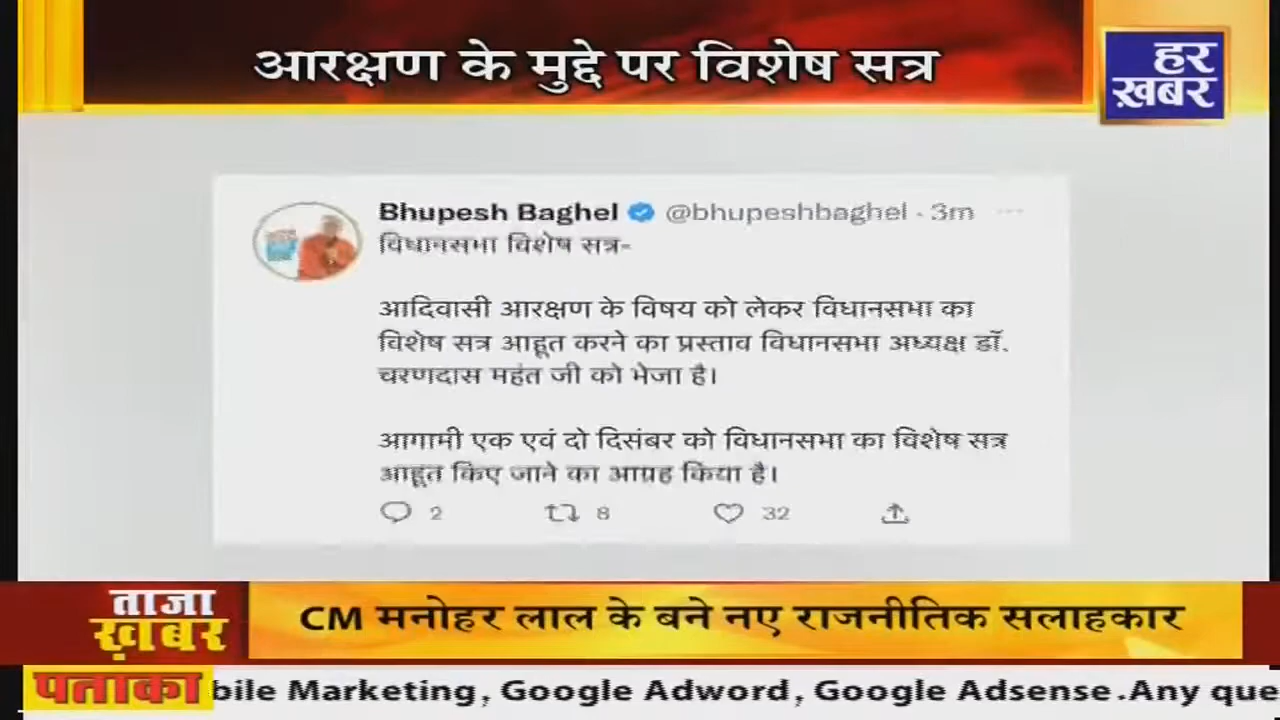 आरक्षण के मुद्दे पर विशेष सत्र
हर
ख़बर
Bhupesh Baghel @bhupeshbaghel · 3m
विधानसभा विशेष सत्र-
आदिवासी आरक्षण के विषय को लेकर विधानसभा का
विशेष सत्र आहूत करने का प्रस्ताव विधानसभा अध्यक्ष डॉ.
चरणदास महंत जी को भेजा है।
आगामी एक एवं दो दिसंबर को विधानसभा का विशेष सत्र
आहूत किए जाने का आग्रह किया है।
2 8 32
ताजा
ख़बर
CM मनोहर लाल के बने नए राजनीतिक सलाहकार
पताका
bile Marketing, Google Adword, Google Adsense.Any que